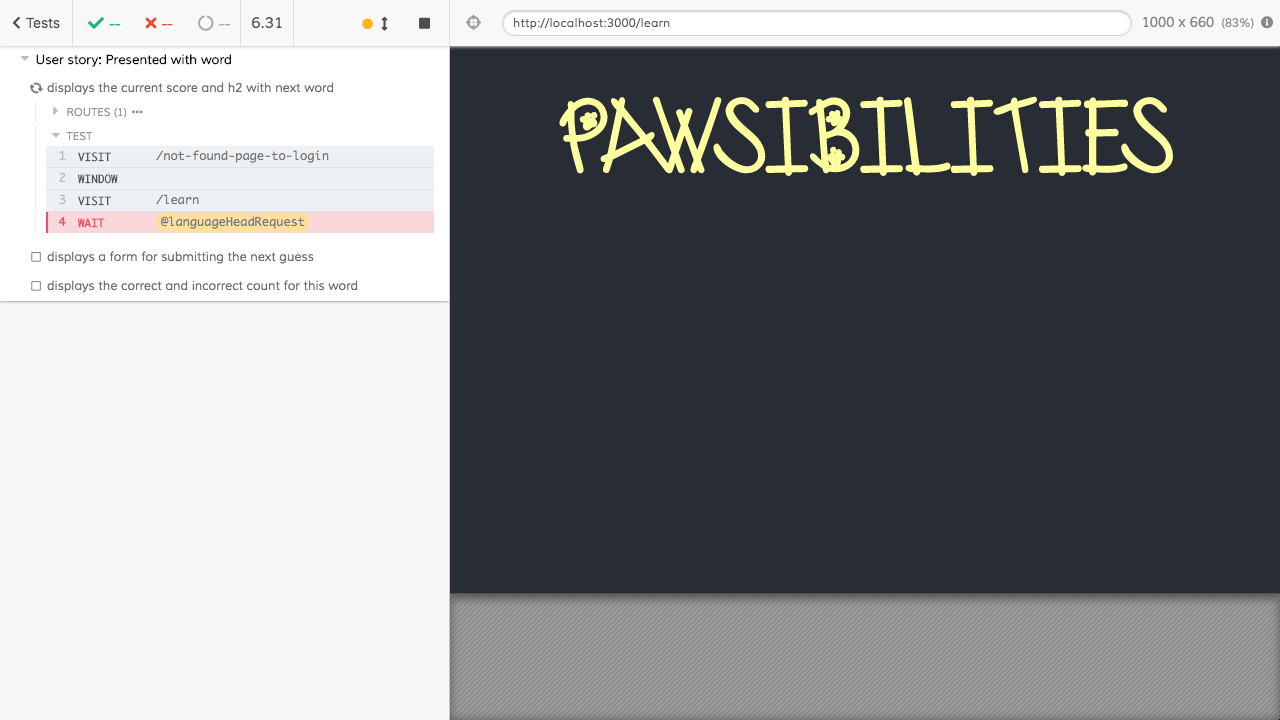 Tests -- -- -- 6.31
http://localhost:3000/learn 1000 x 660 (83%)
User story: Presented with word
displays the current score and h2 with next word
ROUTES (1)
TEST
1 VISIT /not-found-page-to-login
2 WINDOW
3 VISIT /learn
4 WAIT @languageHeadRequest
displays a form for submitting the next guess
displays the correct and incorrect count for this word
PAWSIBILITIES